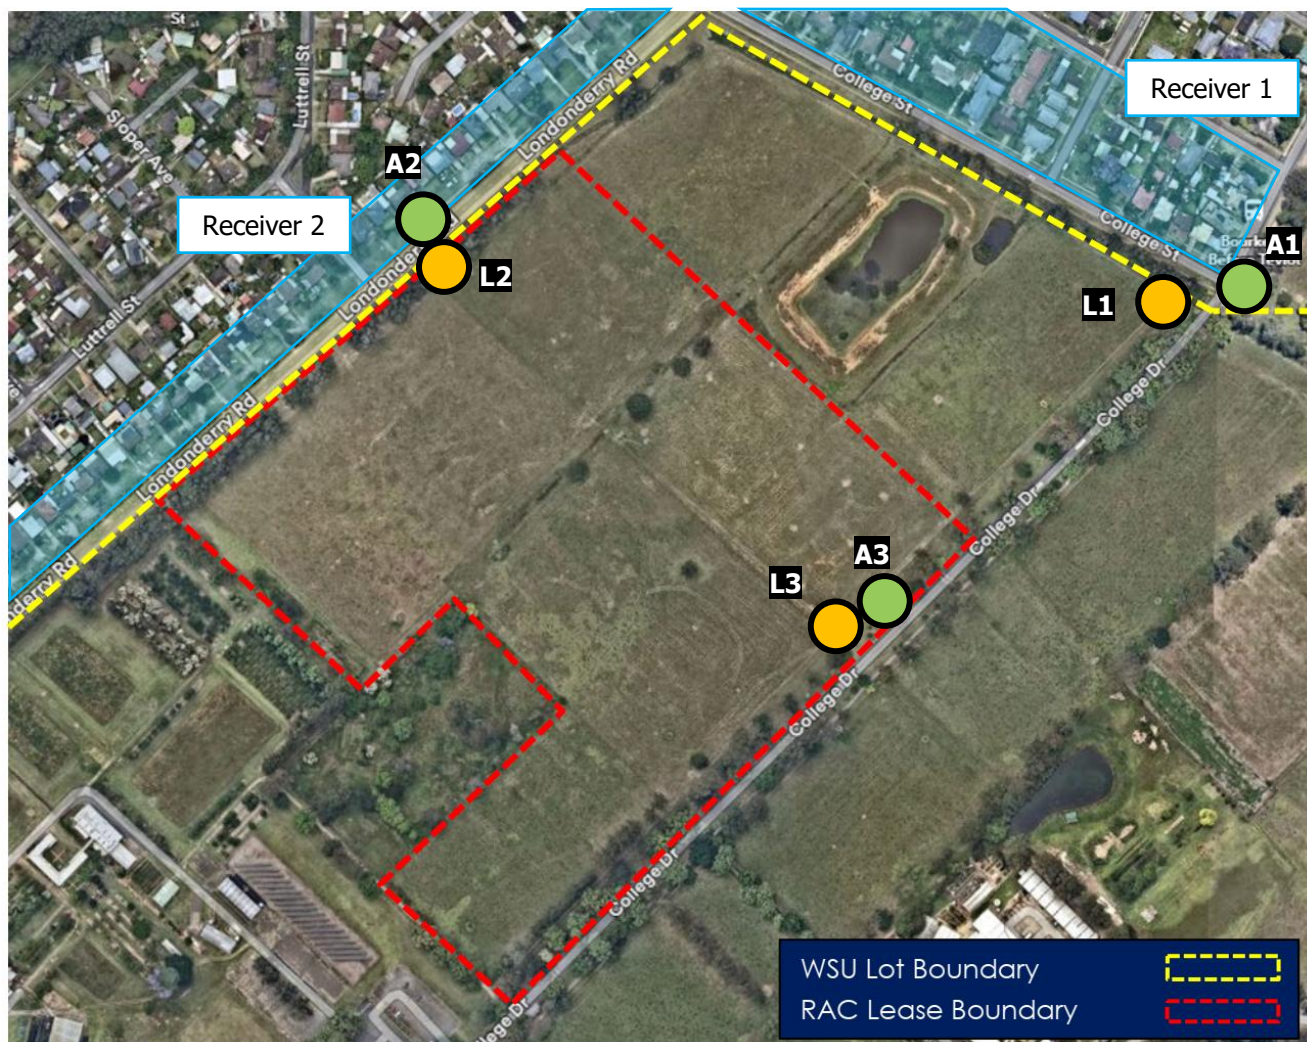 St
Luttrell St
Sloper Ave
Londonderry Rd
College St
Receiver 1
A2
Receiver 2
L2
College St
A1
L1
Luttrell St
College Dr
Londonderry Rd
College Dr
A3
L3
College Dr
College Dr
WSU Lot Boundary
RAC Lease Boundary